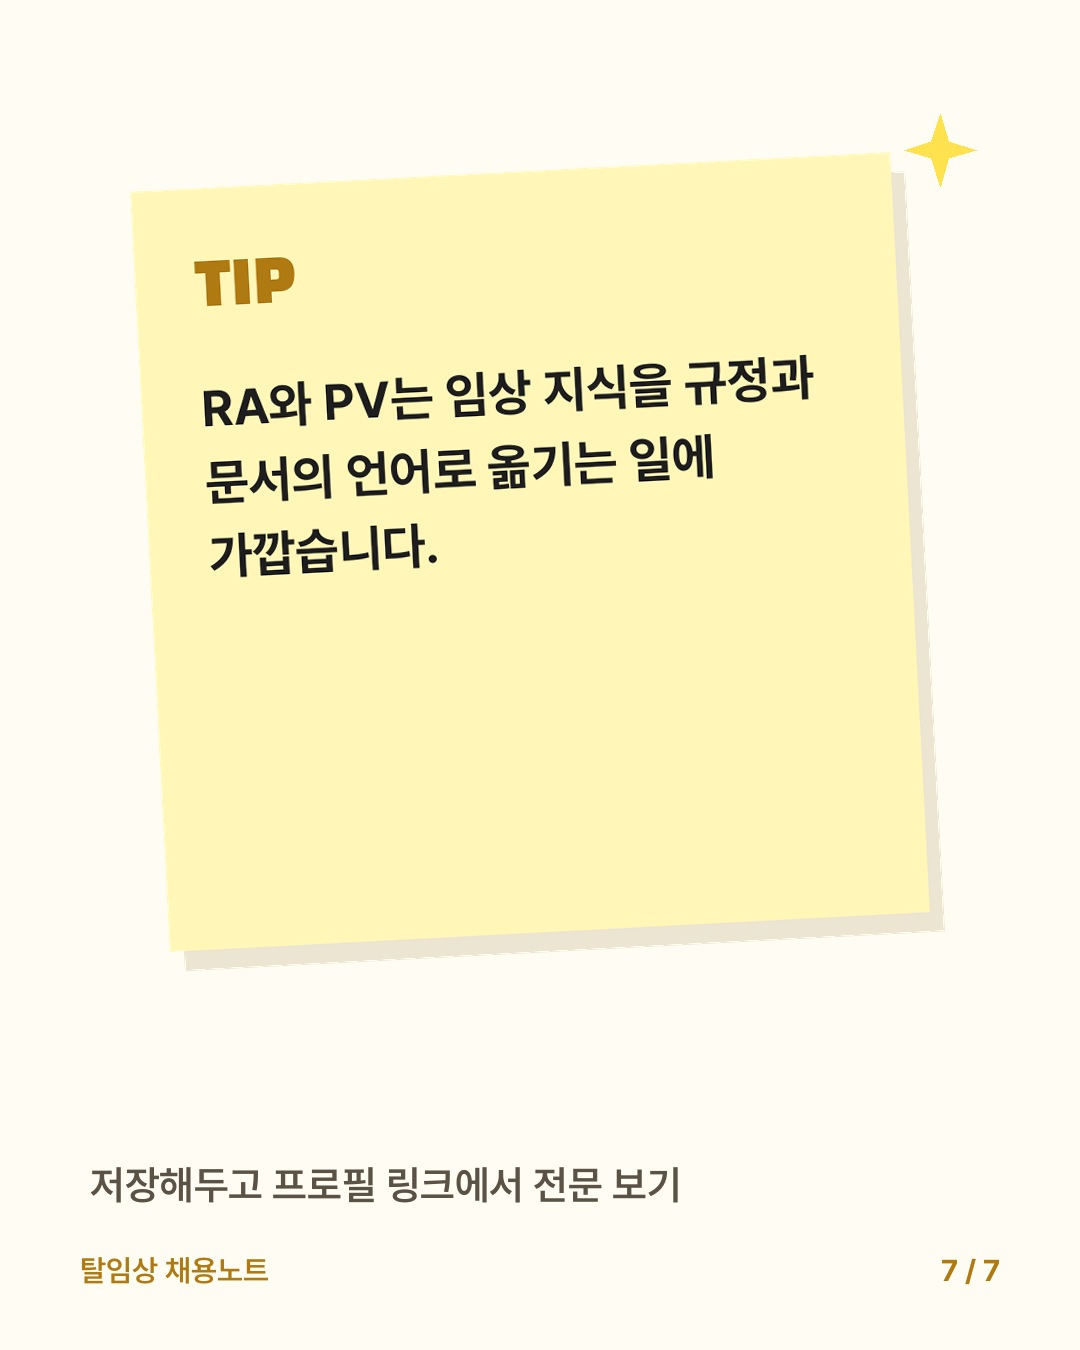 TIP
RA와 PV는 임상 지식을 규정과
문서의 언어로 옮기는 일에
가깝습니다.
저장해두고 프로필 링크에서 전문 보기
탈임상 채용노트
7 / 7